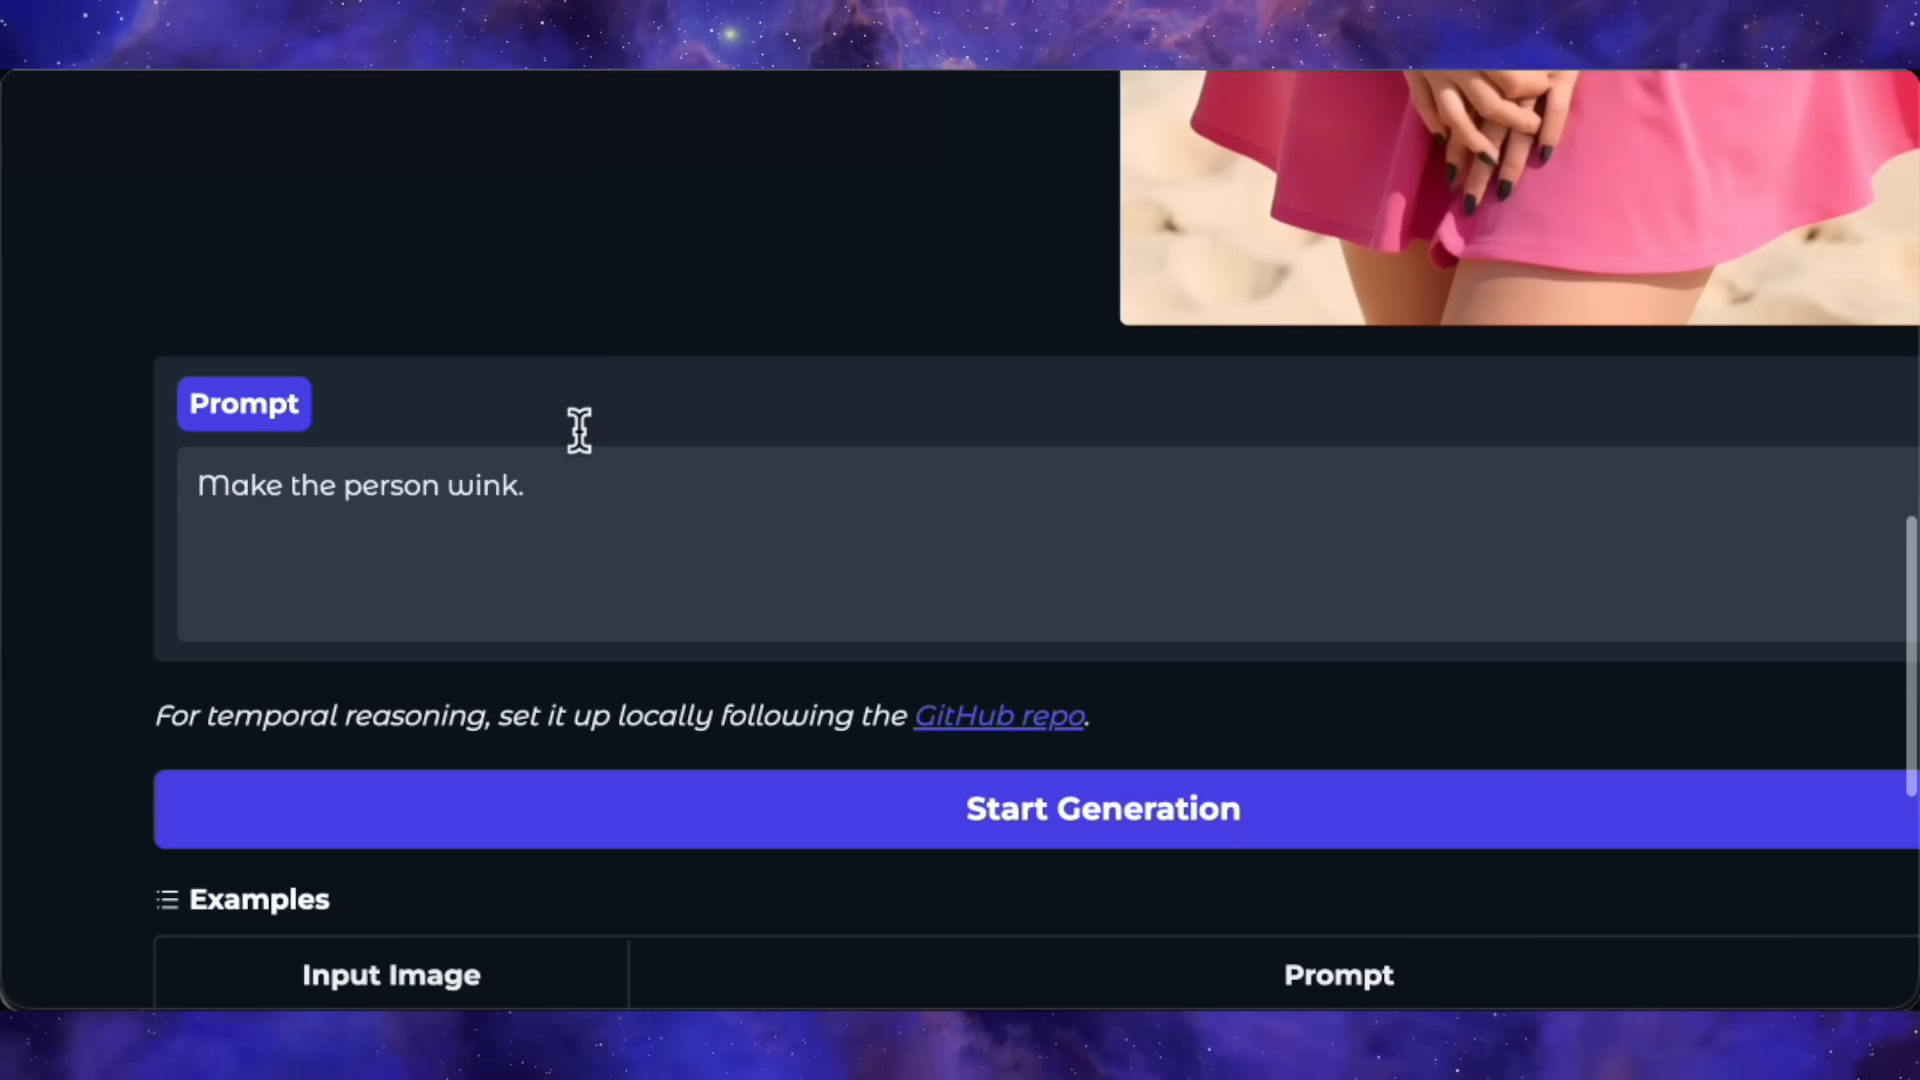 Prompt
Make the person wink.
For temporal reasoning, set it up locally following the GitHub repo.
Start Generation
Examples
Input Image
Prompt